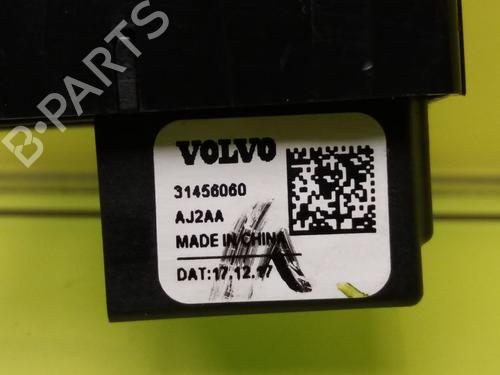 B-PARTS
VOLVO
31456060
AJ2AA
MADE IN CHINA
DAT:17.12.17